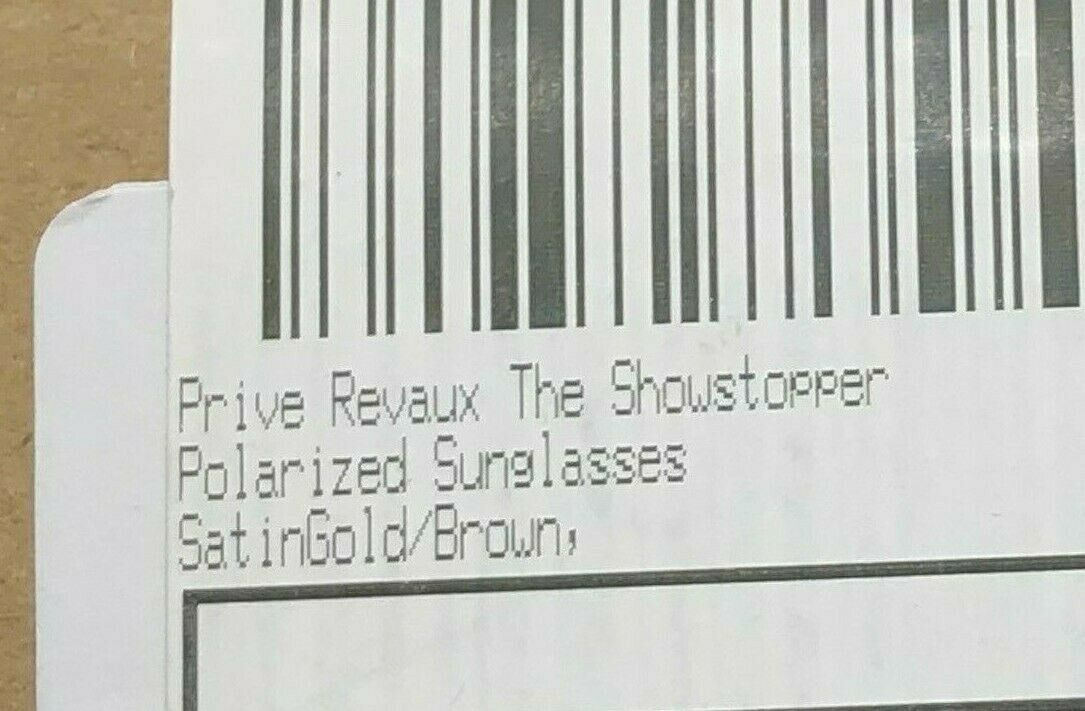 Prive Revaux The Showstopper
Polarized Sunglasses
SatinGold/Brown,